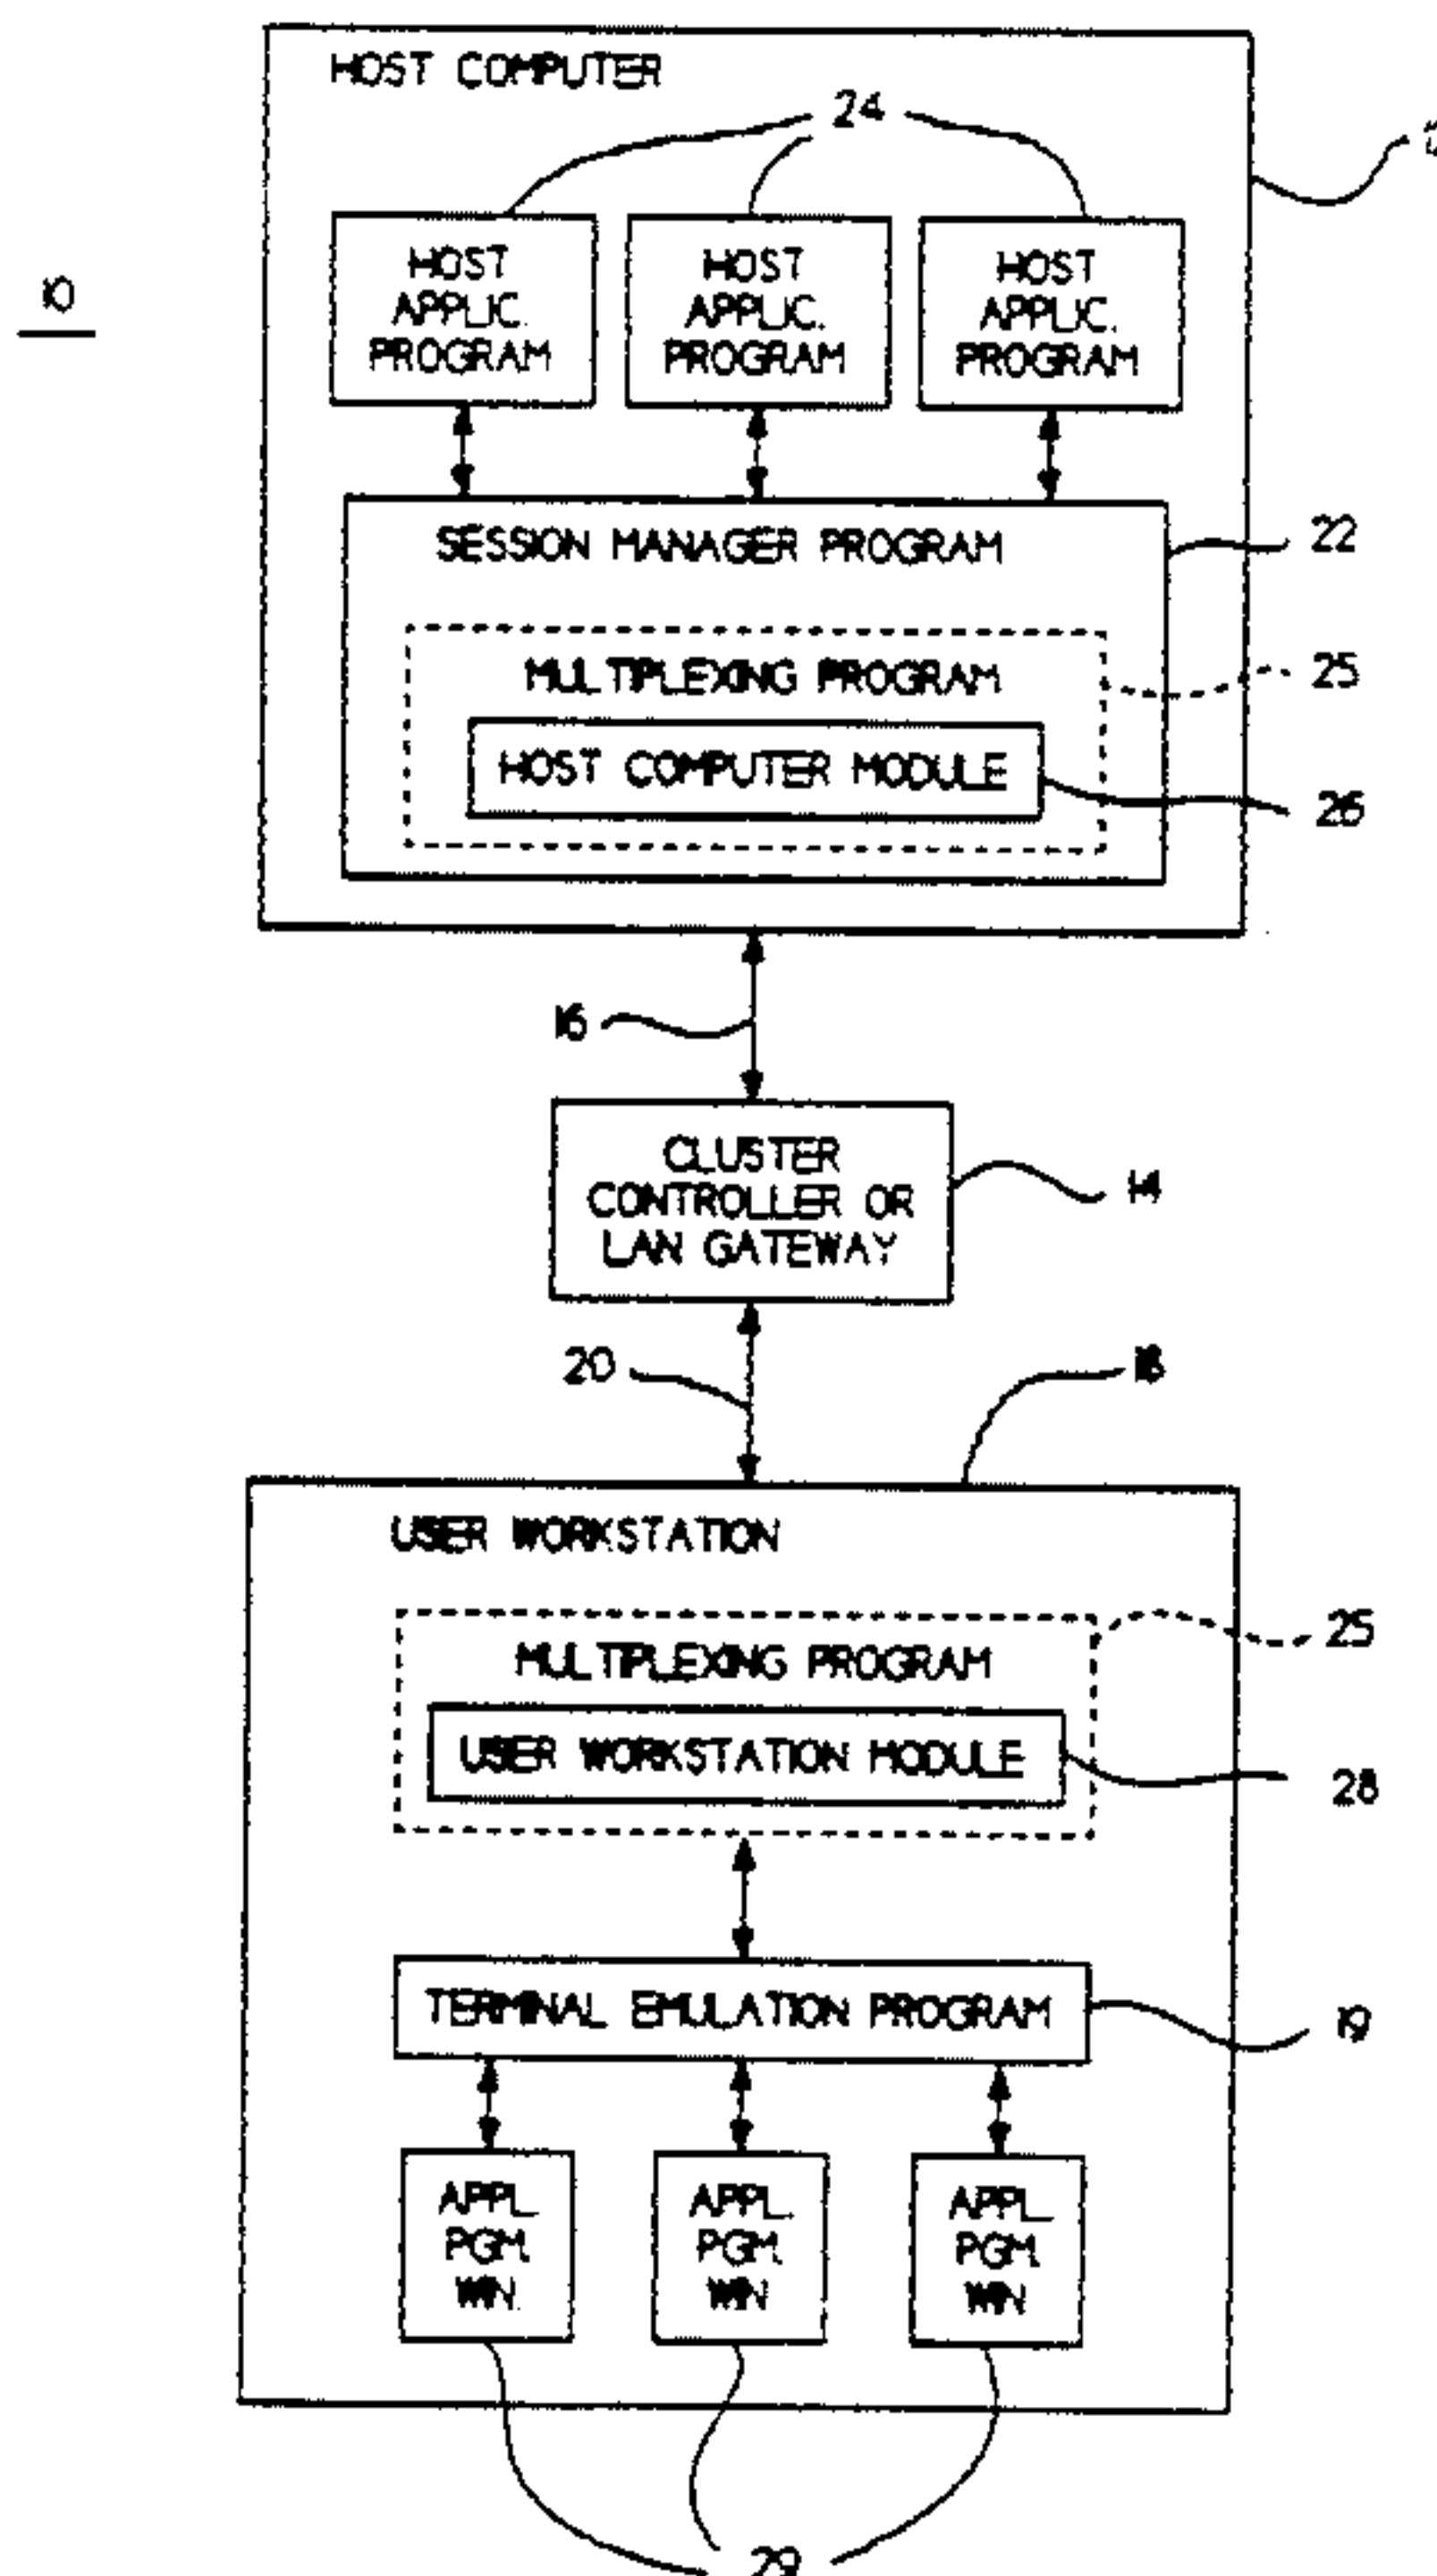 HOST COMPUTER
24
10
HOST
APPLIC.
PROGRAM
HOST
APPLIC.
PROGRAM
HOST
APPLIC.
PROGRAM
SESSION MANAGER PROGRAM
22
MULTIPLEXING PROGRAM
25
HOST COMPUTER MODULE
26
16
CLUSTER
CONTROLLER OR
LAN GATEWAY
14
20
18
USER WORKSTATION
25
MULTIPLEXING PROGRAM
USER WORKSTATION MODULE
28
TERMINAL EMULATION PROGRAM
19
APPL.
PGM.
WIN.
APPL.
PGM.
WIN.
APPL.
PGM.
WIN.
29